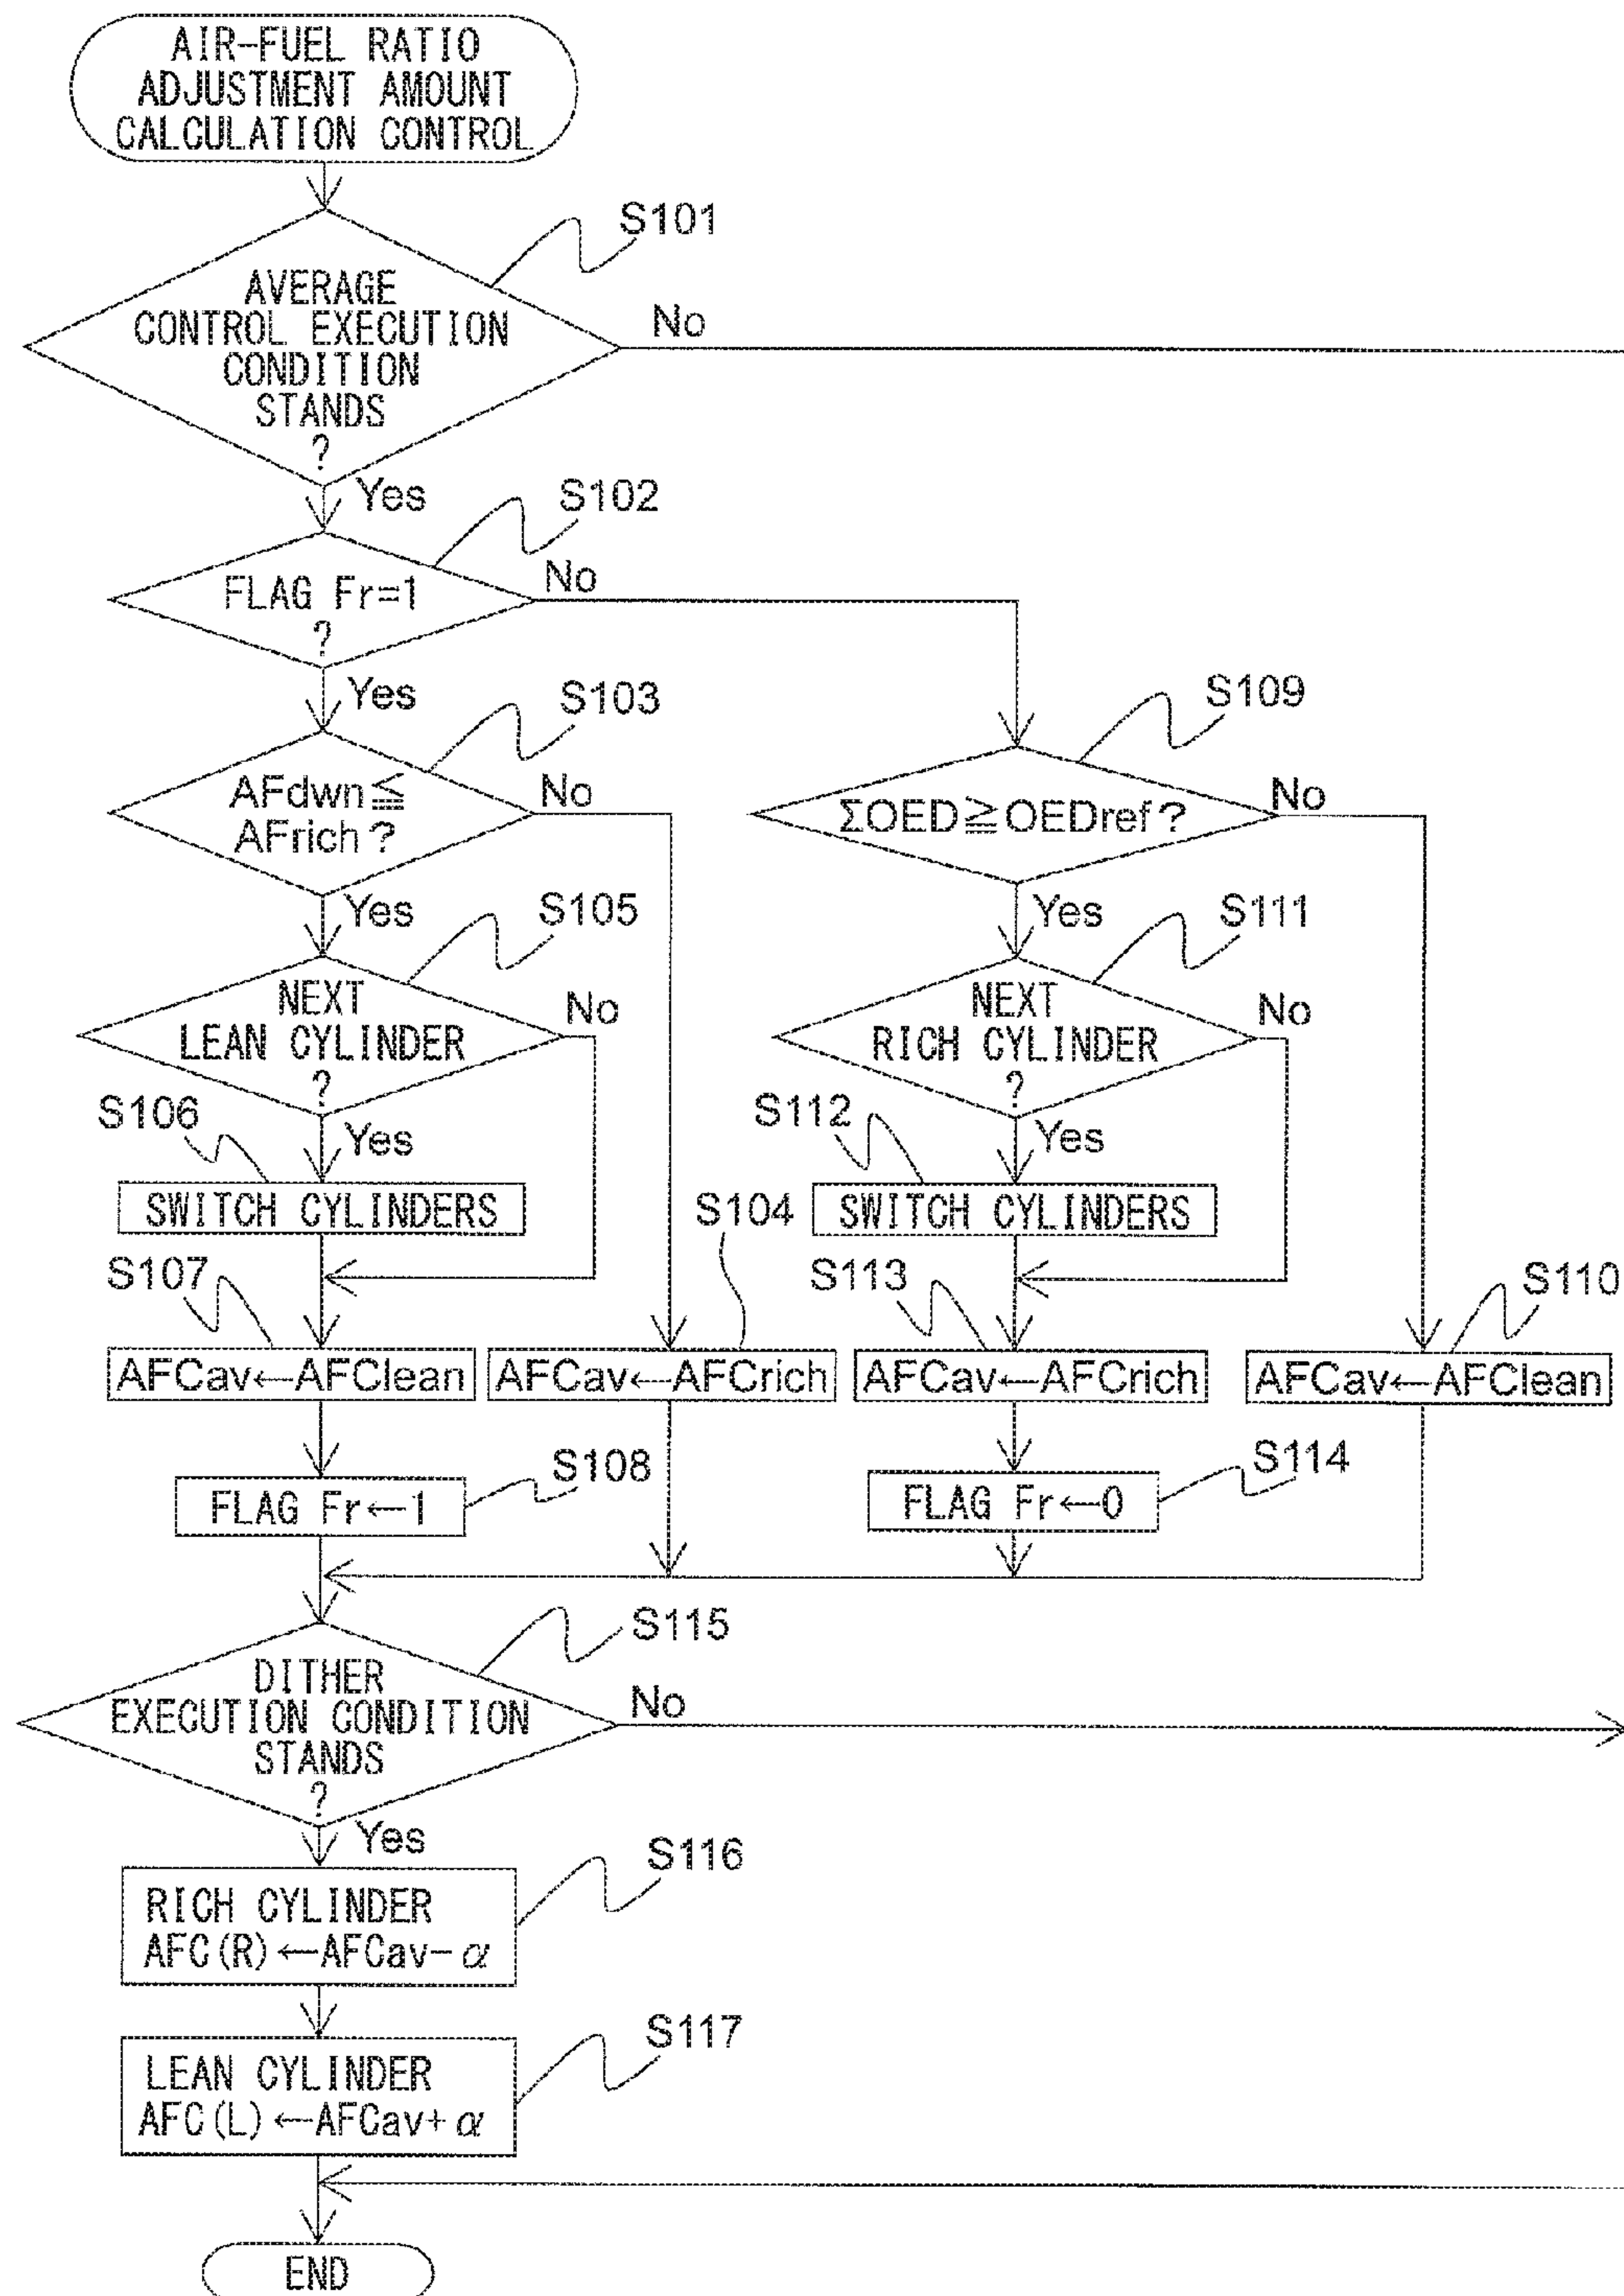 AIR-FUEL RATIO
ADJUSTMENT AMOUNT
CALCULATION CONTROL
S101
AVERAGE
CONTROL EXECUTION
CONDITION
STANDS
?
No
Yes
S102
FLAG Fr=1
?
No
Yes
S103
AFdwn≦
AFrich?
No
S109
ΣOED≧OEDref?
No
Yes
S105
Yes
S111
NEXT
LEAN CYLINDER
?
No
NEXT
RICH CYLINDER
?
No
S106
Yes
S112
Yes
SWITCH CYLINDERS
S104
SWITCH CYLINDERS
S107
S113
S110
AFCav←AFClean
AFCav←AFCrich
AFCav←AFCrich
AFCav←AFClean
S108
S114
FLAG Fr←1
FLAG Fr←0
S115
DITHER
EXECUTION CONDITION
STANDS
?
No
Yes
S116
RICH CYLINDER
AFC(R)←AFCav-α
S117
LEAN CYLINDER
AFC(L)←AFCav+α
END